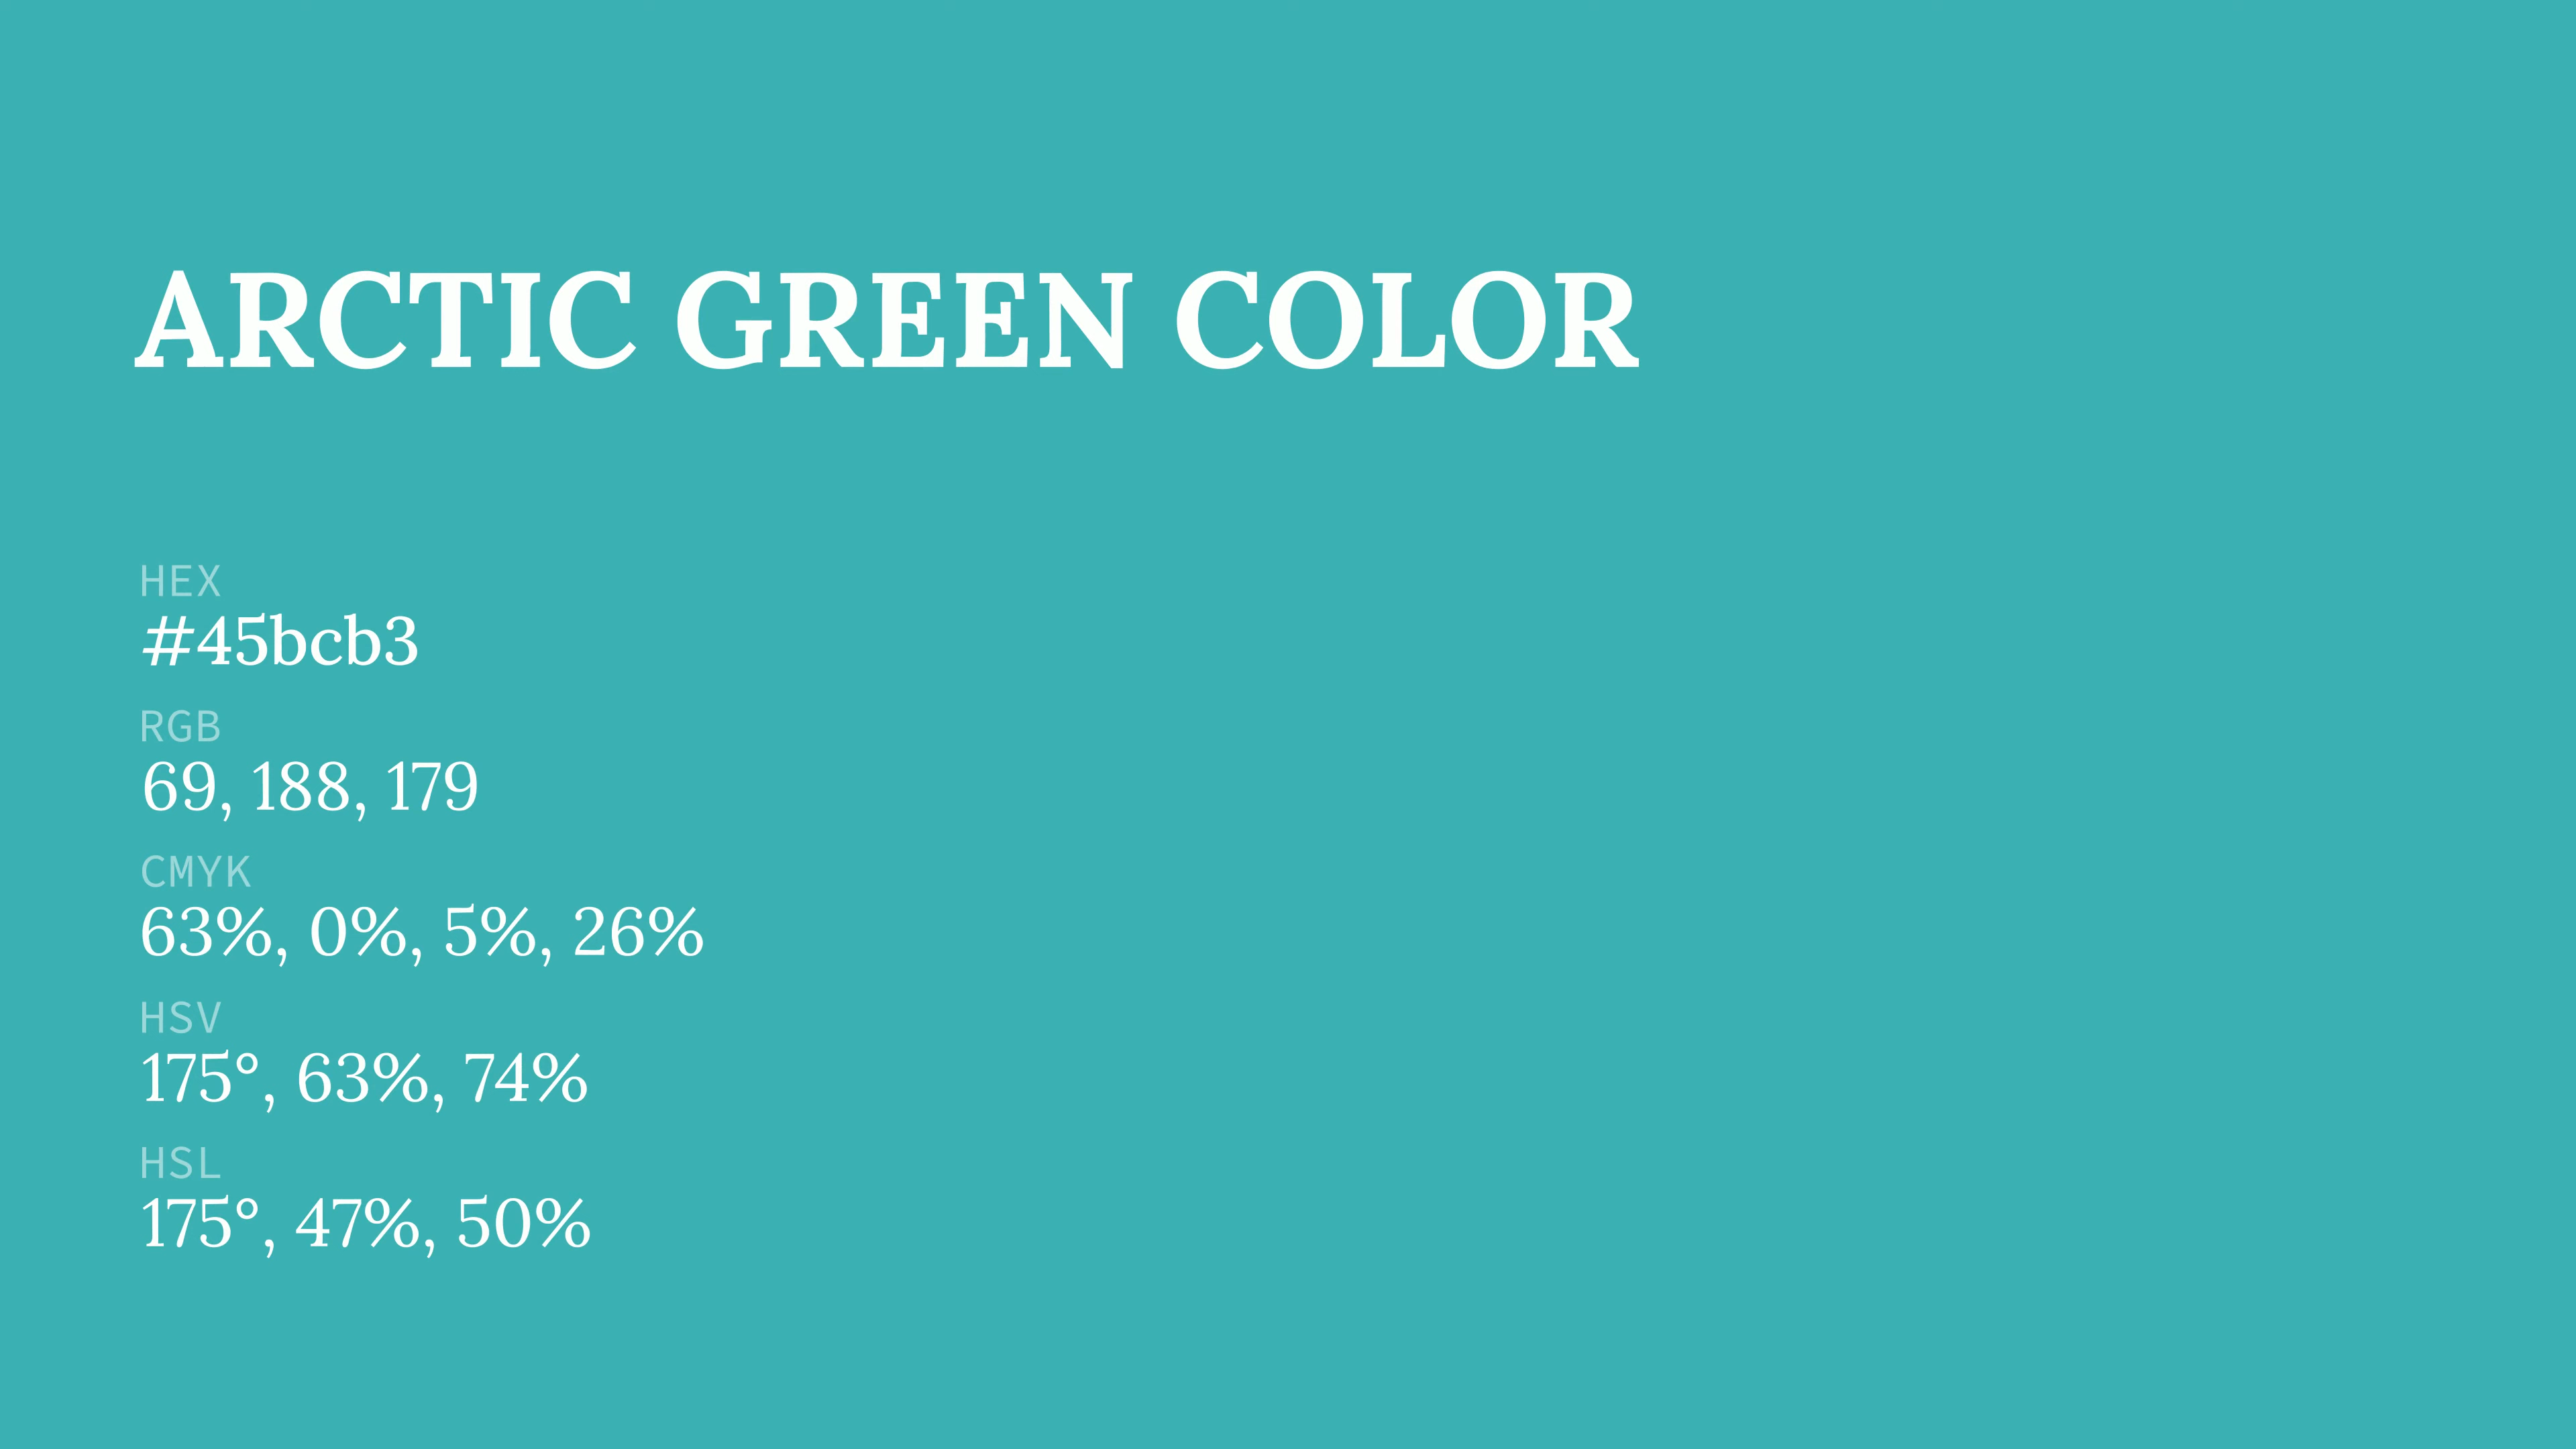 ARCTIC GREEN COLOR
HEX
#45bcb3
RGB
69, 188, 179
CMYK
63%, 0%, 5%, 26%
HSV
175°, 63%, 74%
HSL
175°, 47%, 50%